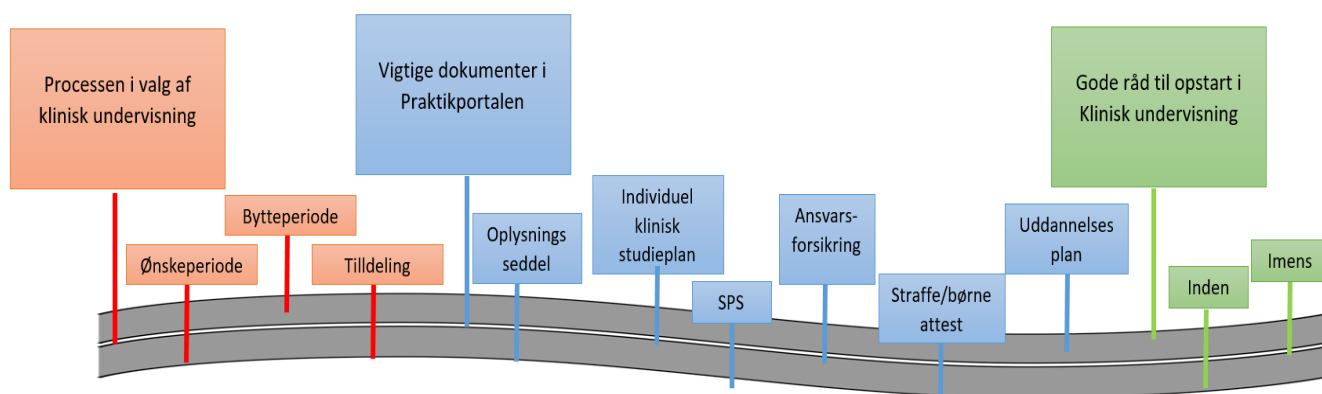 Processen i valg af
klinisk undervisning
Ønskeperiode
Bytteperiode
Tilldeling
Vigtige dokumenter i
Praktikportalen
Oplysnings
seddel
Individuel
klinisk
studieplan
SPS
Ansvars-
forsikring
Straffe/børne
attest
Uddannelses
plan
Gode råd til opstart i
Klinisk undervisning
Inden
Imens